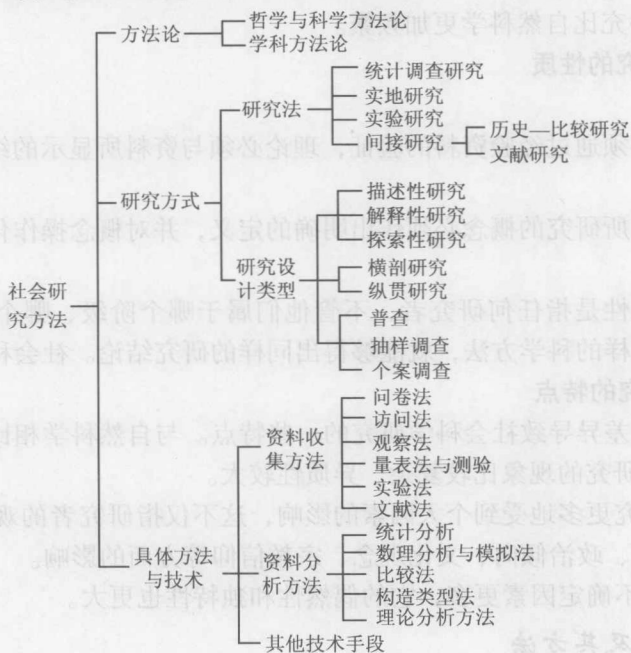 哲学与科学方法论
方法论
学科方法论
统计调查研究
研究法
实地研究
实验研究
间接研究
历史—比较研究
文献研究
研究方式
描述性研究
解释性研究
探索性研究
研究设
计类型
横剖研究
纵贯研究
社会研
究方法
普查
抽样调查
个案调查
问卷法
访问法
资料收
集方法
观察法
量表法与测验
实验法
文献法
具体方法
与技术
统计分析
资料分
析方法
数理分析与模拟法
比较法
构造类型法
理论分析方法
其他技术手段